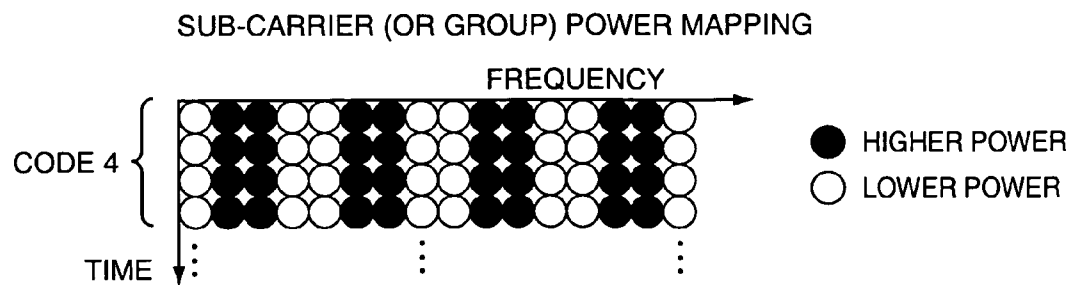 SUB-CARRIER (OR GROUP) POWER MAPPING
FREQUENCY
CODE 4
HIGHER POWER
LOWER POWER
TIME